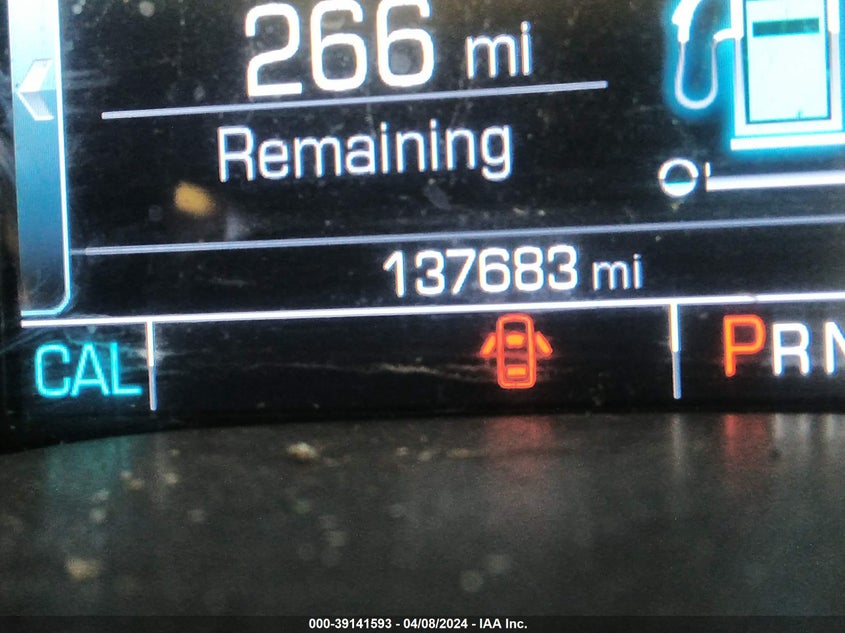 266 mi
Remaining
137683 mi
CAL
PRN
000-39141593 - 04/08/2024 - IAA Inc.